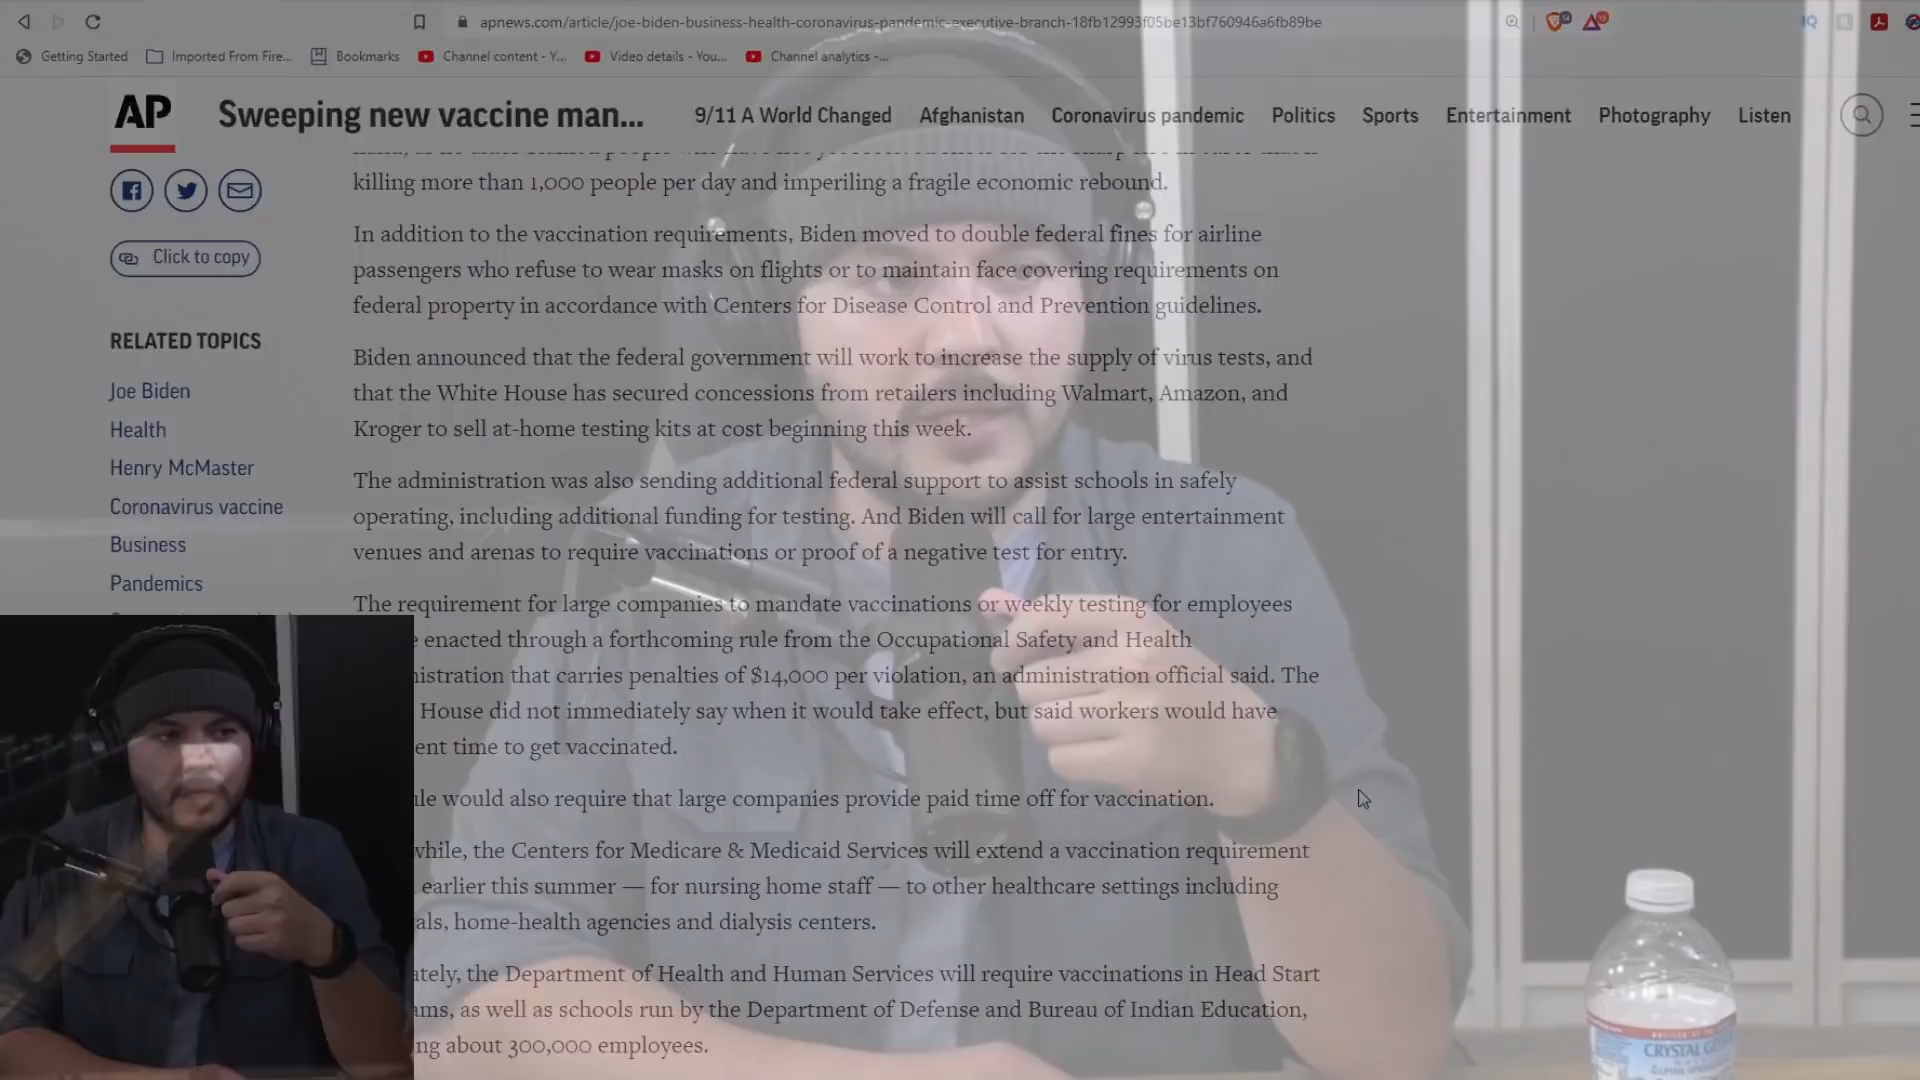 apnews.com/article/joe-biden-business-health-coronavirus-pandemic-executive-branch-18fb12993f05be13bf760946a6fb89be
Getting Started
Imported From Fire...
Bookmarks
Channel content - Y...
Video details - You...
Channel analytics -...
AP
Sweeping new vaccine man...
9/11 A World Changed
Afghanistan
Coronavirus pandemic
Politics
Sports
Entertainment
Photography
Listen
killing more than 1,000 people per day and imperiling a fragile economic rebound.
In addition to the vaccination requirements, Biden moved to double federal fines for airline
passengers who refuse to wear masks on flights or to maintain face covering requirements on
federal property in accordance with Centers for Disease Control and Prevention guidelines.
Biden announced that the federal government will work to increase the supply of virus tests, and
that the White House has secured concessions from retailers including Walmart, Amazon, and
Kroger to sell at-home testing kits at cost beginning this week.
The administration was also sending additional federal support to assist schools in safely
operating, including additional funding for testing. And Biden will call for large entertainment
venues and arenas to require vaccinations or proof of a negative test for entry.
The requirement for large companies to mandate vaccinations or weekly testing for employees
e enacted through a forthcoming rule from the Occupational Safety and Health
nistration that carries penalties of $14,000 per violation, an administration official said. The
House did not immediately say when it would take effect, but said workers would have
ent time to get vaccinated.
le would also require that large companies provide paid time off for vaccination.
while, the Centers for Medicare & Medicaid Services will extend a vaccination requirement
earlier this summer — for nursing home staff — to other healthcare settings including
als, home-health agencies and dialysis centers.
ately, the Department of Health and Human Services will require vaccinations in Head Start
ams, as well as schools run by the Department of Defense and Bureau of Indian Education,
ng about 300,000 employees.
Click to copy
RELATED TOPICS
Joe Biden
Health
Henry McMaster
Coronavirus vaccine
Business
Pandemics
CRYSTAL GEYSER
ALPINE SPRING